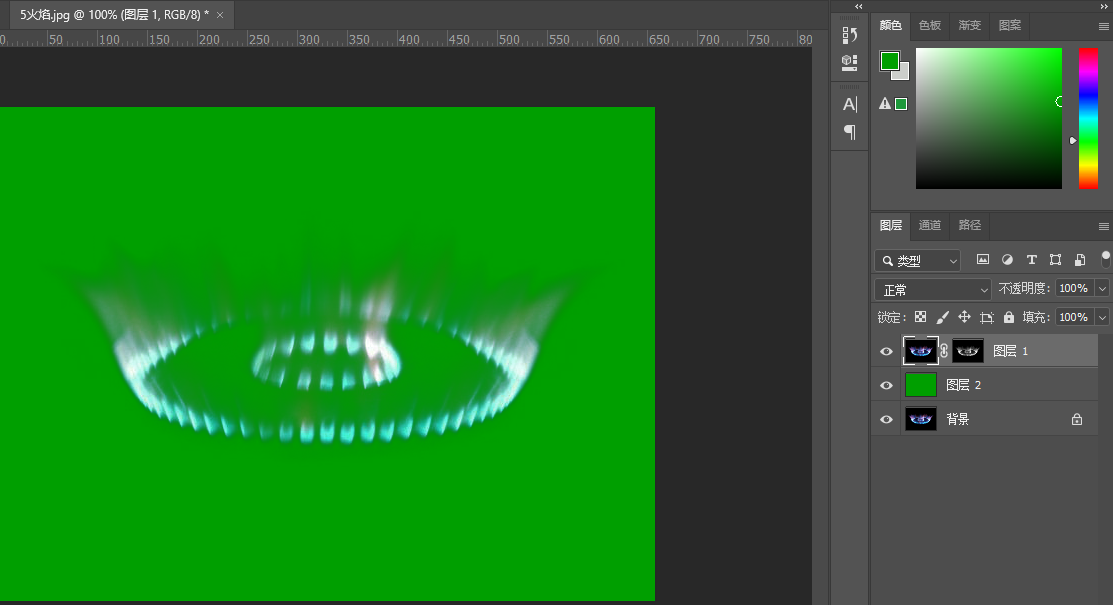 5火焰.jpg @ 100% (图层 1, RGB/8) * ×
0 50 100 150 200 250 300 350 400 450 500 550 600 650 700 750 80
颜色 色板 渐变 图案
A
图层 通道 路径
类型 T
正常 不透明度: 100%
锁定: 填充: 100%
图层 1
图层 2
背景